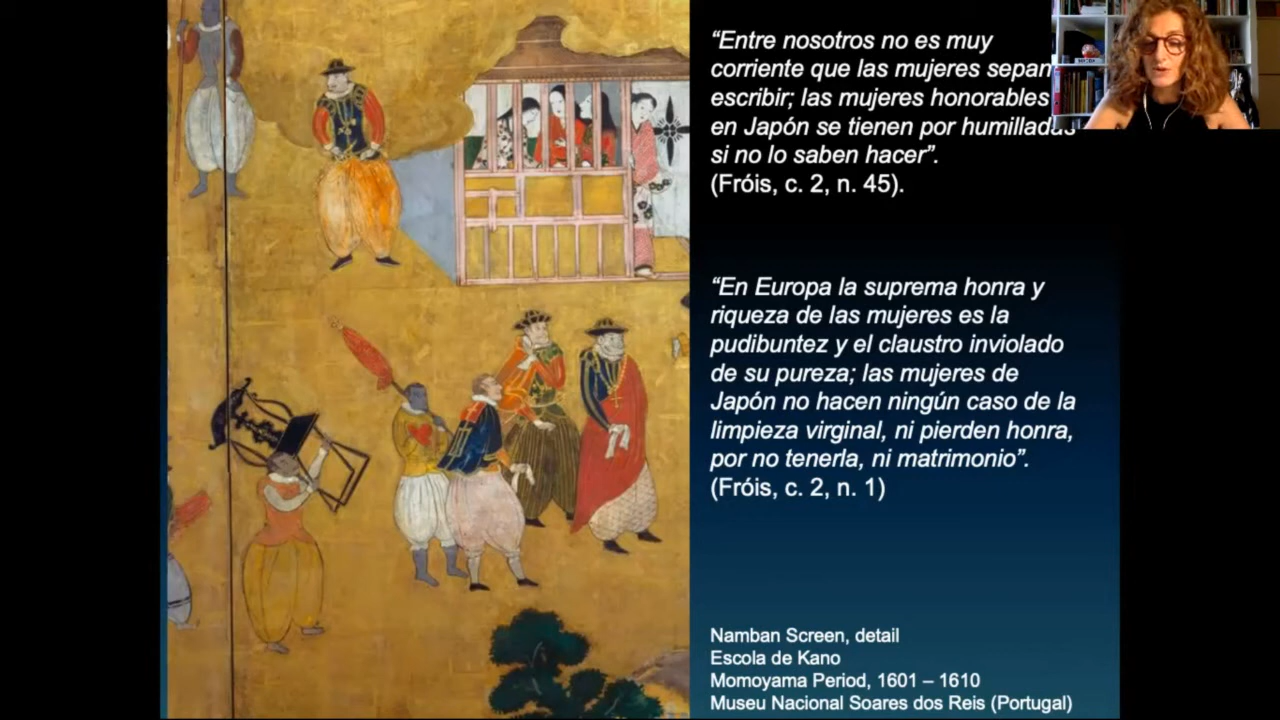 “Entre nosotros no es muy
corriente que las mujeres sepan
escribir; las mujeres honorables
en Japón se tienen por humilladas
si no lo saben hacer”.
(Fróis, c. 2, n. 45).
“En Europa la suprema honra y
riqueza de las mujeres es la
pudibuntez y el claustro inviolado
de su pureza; las mujeres de
Japón no hacen ningún caso de la
limpieza virginal, ni pierden honra,
por no tenerla, ni matrimonio”.
(Fróis, c. 2, n. 1)
Namban Screen, detail
Escola de Kano
Momoyama Period, 1601 – 1610
Museu Nacional Soares dos Reis (Portugal)